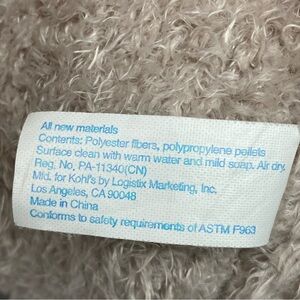 All new materials
Contents: Polyester fibers, polypropylene pellets
Surface clean with warm water and mild soap. Air dry.
Reg. No. PA-11340(CN)
Mfd. for Kohl's by Logistix Marketing, Inc.
Los Angeles, CA 90048
Made in China
Conforms to safety requirements of ASTM F963